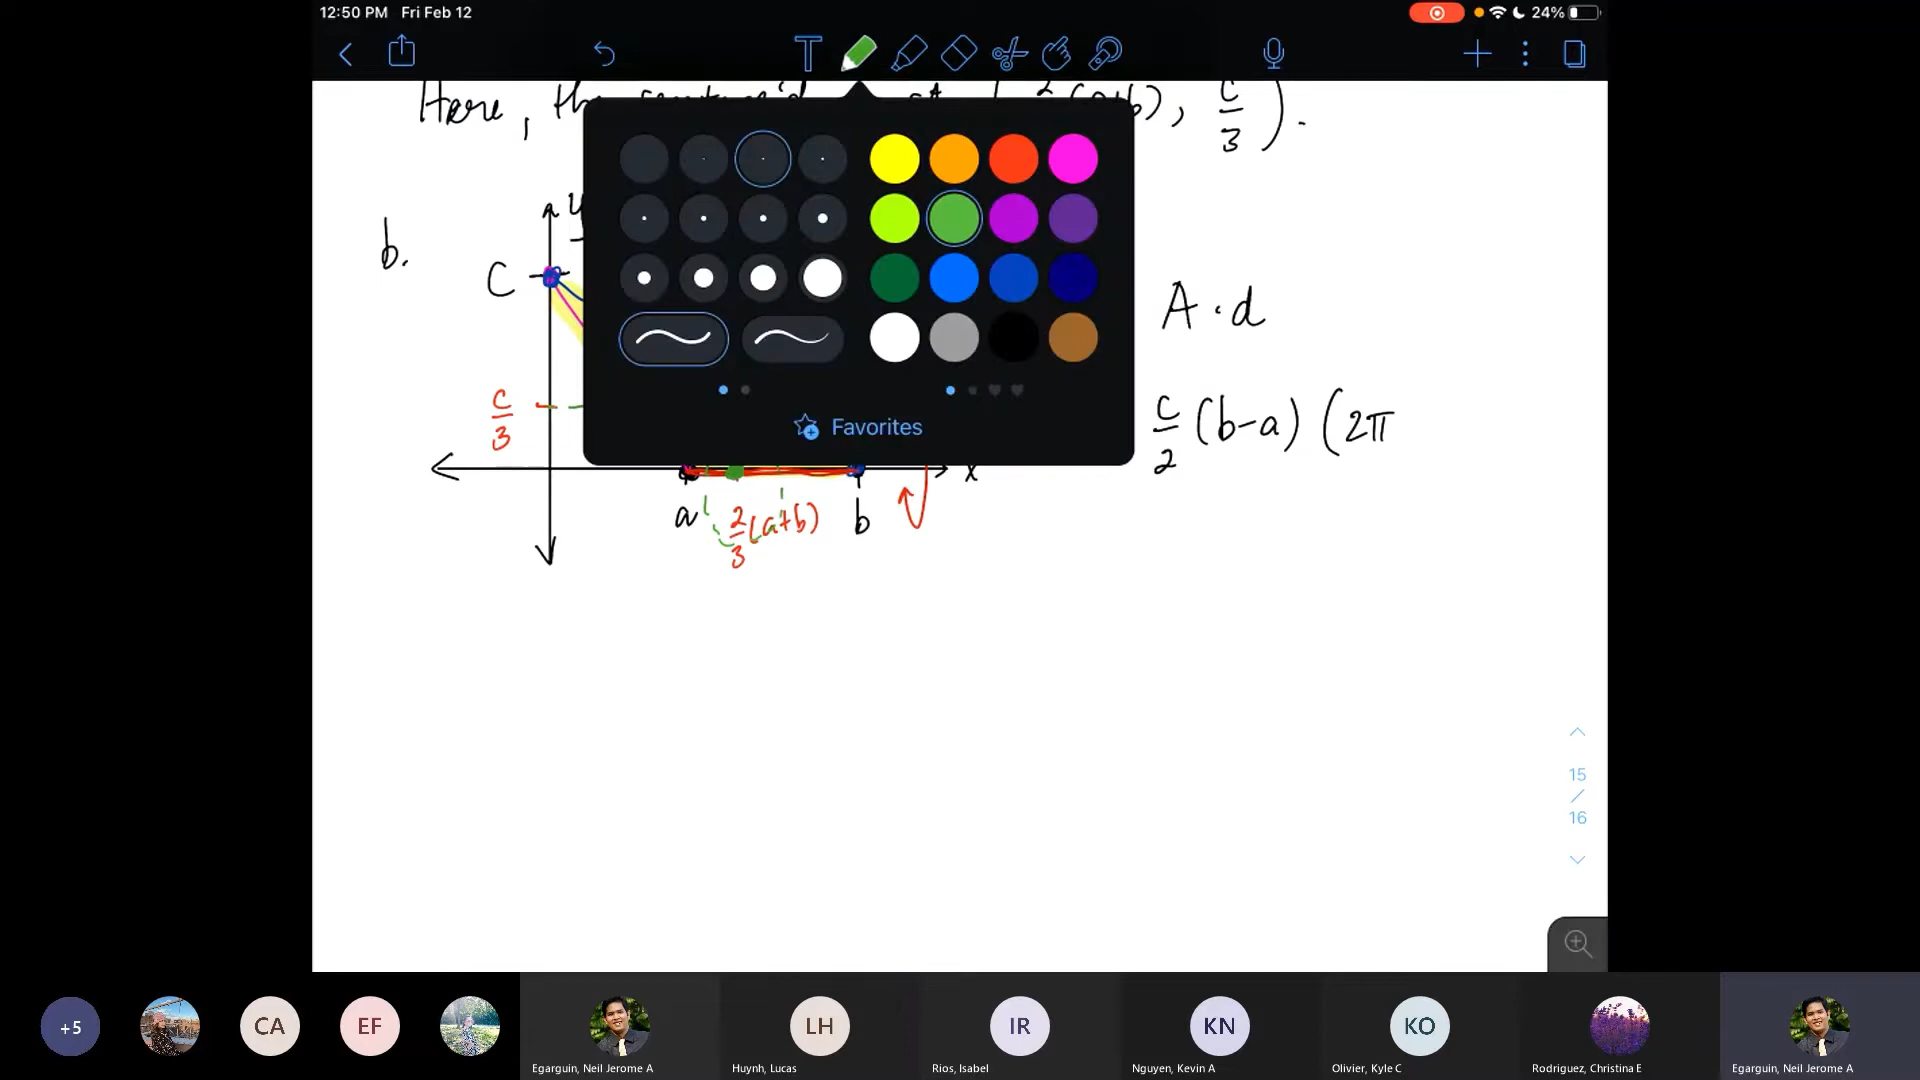 12:50 PM Fri Feb 12
24%
Here, the
2
(a+b), c/3).
b.
y
C
A · d
c/3
c/2 (b-a) (2π
x
a
2/3(a+b)
b
Favorites
15
/
16
+5
CA
EF
LH
IR
KN
KO
Egarguin, Neil Jerome A
Huynh, Lucas
Rios, Isabel
Nguyen, Kevin A
Olivier, Kyle C
Rodriguez, Christina E
Egarguin, Neil Jerome A